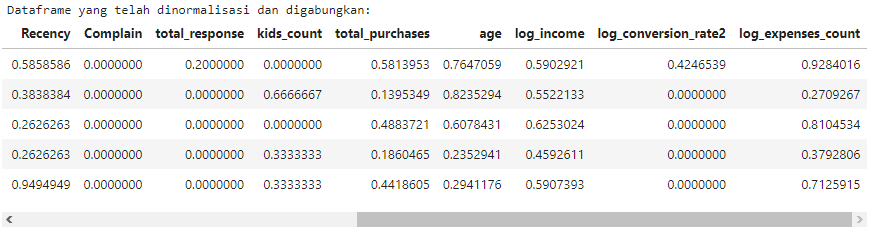 Dataframe yang telah dinormalisasi dan digabungkan:
Recency Complain total_response kids_count total_purchases age log_income log_conversion_rate2 log_expenses_count
0.5858586 0.0000000 0.2000000 0.0000000 0.5813953 0.7647059 0.5902921 0.4246539 0.9284016
0.3838384 0.0000000 0.0000000 0.6666667 0.1395349 0.8235294 0.5522133 0.0000000 0.2709267
0.2626263 0.0000000 0.0000000 0.0000000 0.4883721 0.6078431 0.6253024 0.0000000 0.8104534
0.2626263 0.0000000 0.0000000 0.3333333 0.1860465 0.2352941 0.4592611 0.0000000 0.3792806
0.9494949 0.0000000 0.0000000 0.3333333 0.4418605 0.2941176 0.5907393 0.0000000 0.7125915